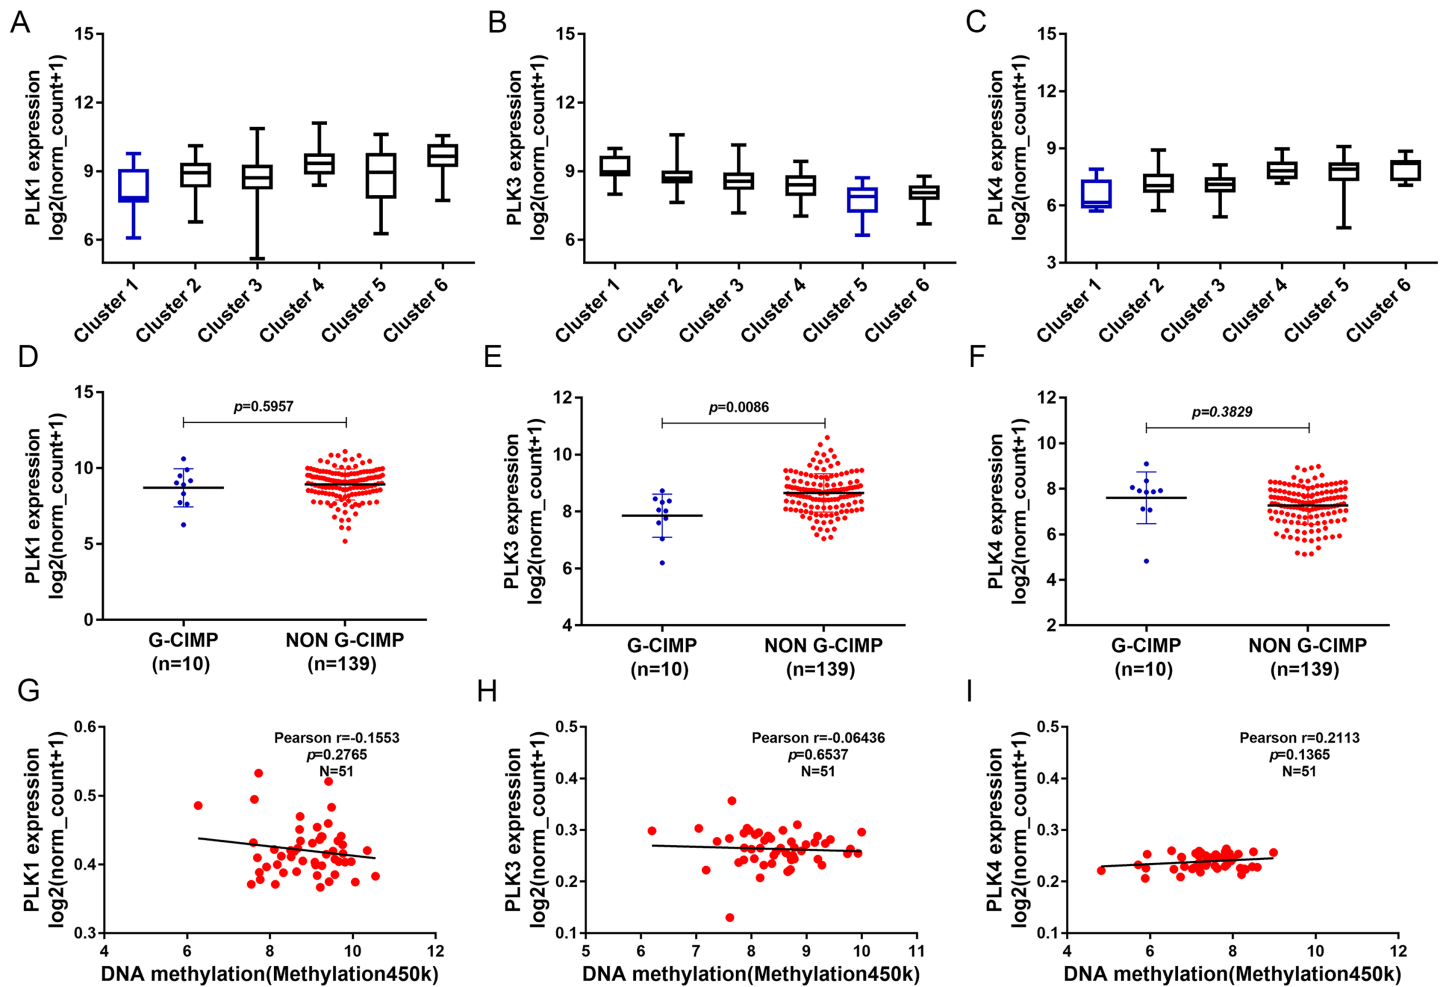 A
PLK1 expression
log2(norm_count+1)
15
12
9
6
Cluster 1
Cluster 2
Cluster 3
Cluster 4
Cluster 5
Cluster 6
B
PLK3 expression
log2(norm_count+1)
15
12
9
6
Cluster 1
Cluster 2
Cluster 3
Cluster 4
Cluster 5
Cluster 6
C
PLK4 expression
log2(norm_count+1)
15
12
9
6
3
Cluster 1
Cluster 2
Cluster 3
Cluster 4
Cluster 5
Cluster 6
D
PLK1 expression
log2(norm_count+1)
15
10
5
0
p=0.5957
G-CIMP
(n=10)
NON G-CIMP
(n=139)
E
PLK3 expression
log2(norm_count+1)
12
10
8
6
4
p=0.0086
G-CIMP
(n=10)
NON G-CIMP
(n=139)
F
PLK4 expression
log2(norm_count+1)
12
10
8
6
4
2
p=0.3829
G-CIMP
(n=10)
NON G-CIMP
(n=139)
G
PLK1 expression
log2(norm_count+1)
0.6
0.5
0.4
0.3
Pearson r=-0.1553
p=0.2765
N=51
4
6
8
10
12
DNA methylation(Methylation450k)
H
PLK3 expression
log2(norm_count+1)
0.5
0.4
0.3
0.2
0.1
Pearson r=-0.06436
p=0.6537
N=51
5
6
7
8
9
10
11
DNA methylation(Methylation450k)
I
PLK4 expression
log2(norm_count+1)
0.5
0.4
0.3
0.2
0.1
Pearson r=0.2113
p=0.1365
N=51
4
6
8
10
12
DNA methylation(Methylation450k)